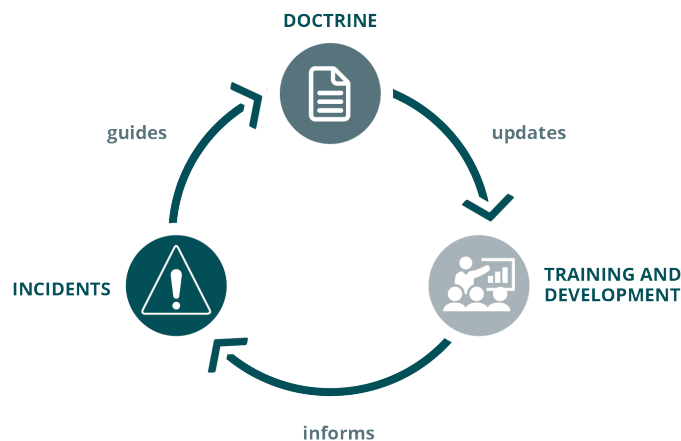 DOCTRINE
guides
updates
INCIDENTS
TRAINING AND
DEVELOPMENT
informs